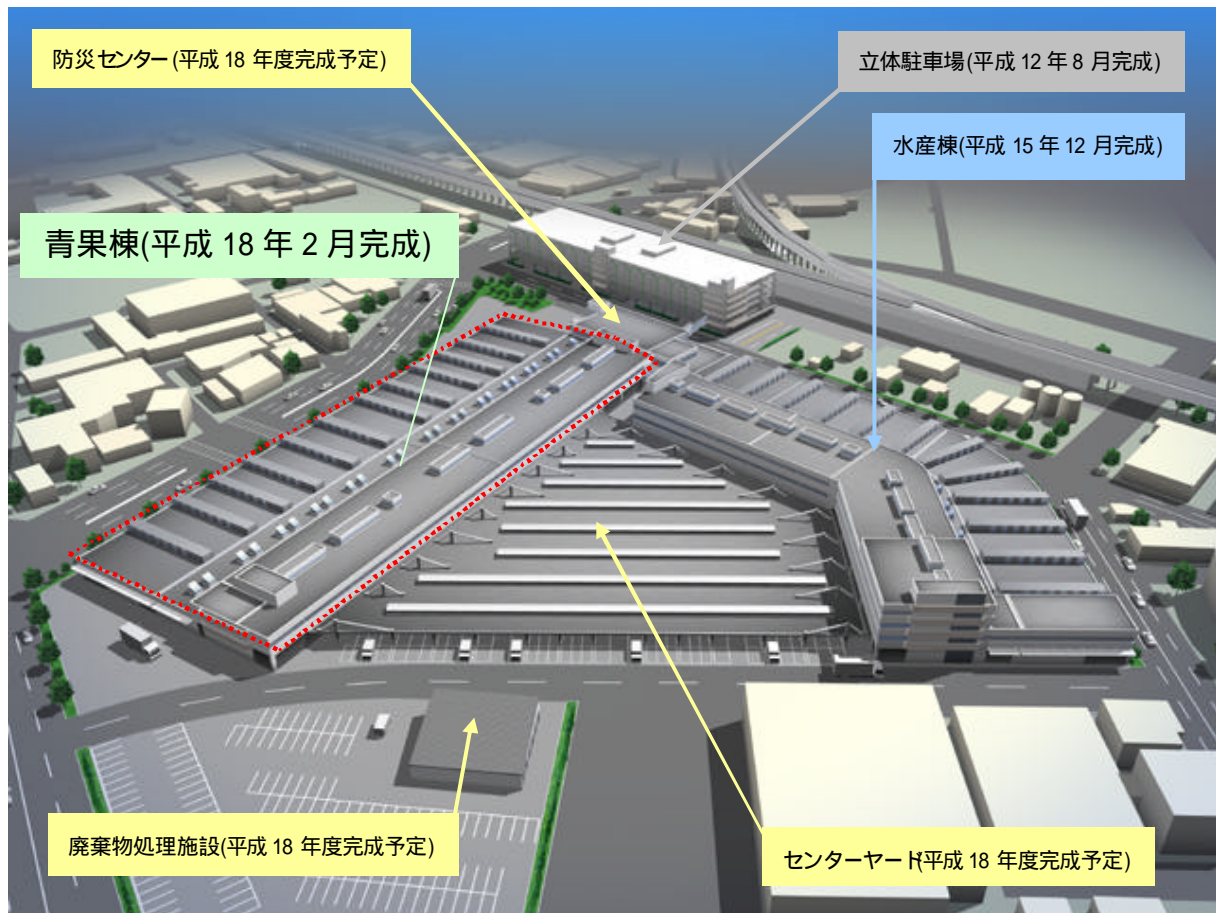 防災センター(平成 18 年度完成予定)
立体駐車場(平成 12 年 8 月完成)
水産棟(平成 15 年 12 月完成)
青果棟(平成 18 年 2 月完成)
廃棄物処理施設(平成 18 年度完成予定)
センターヤード(平成 18 年度完成予定)